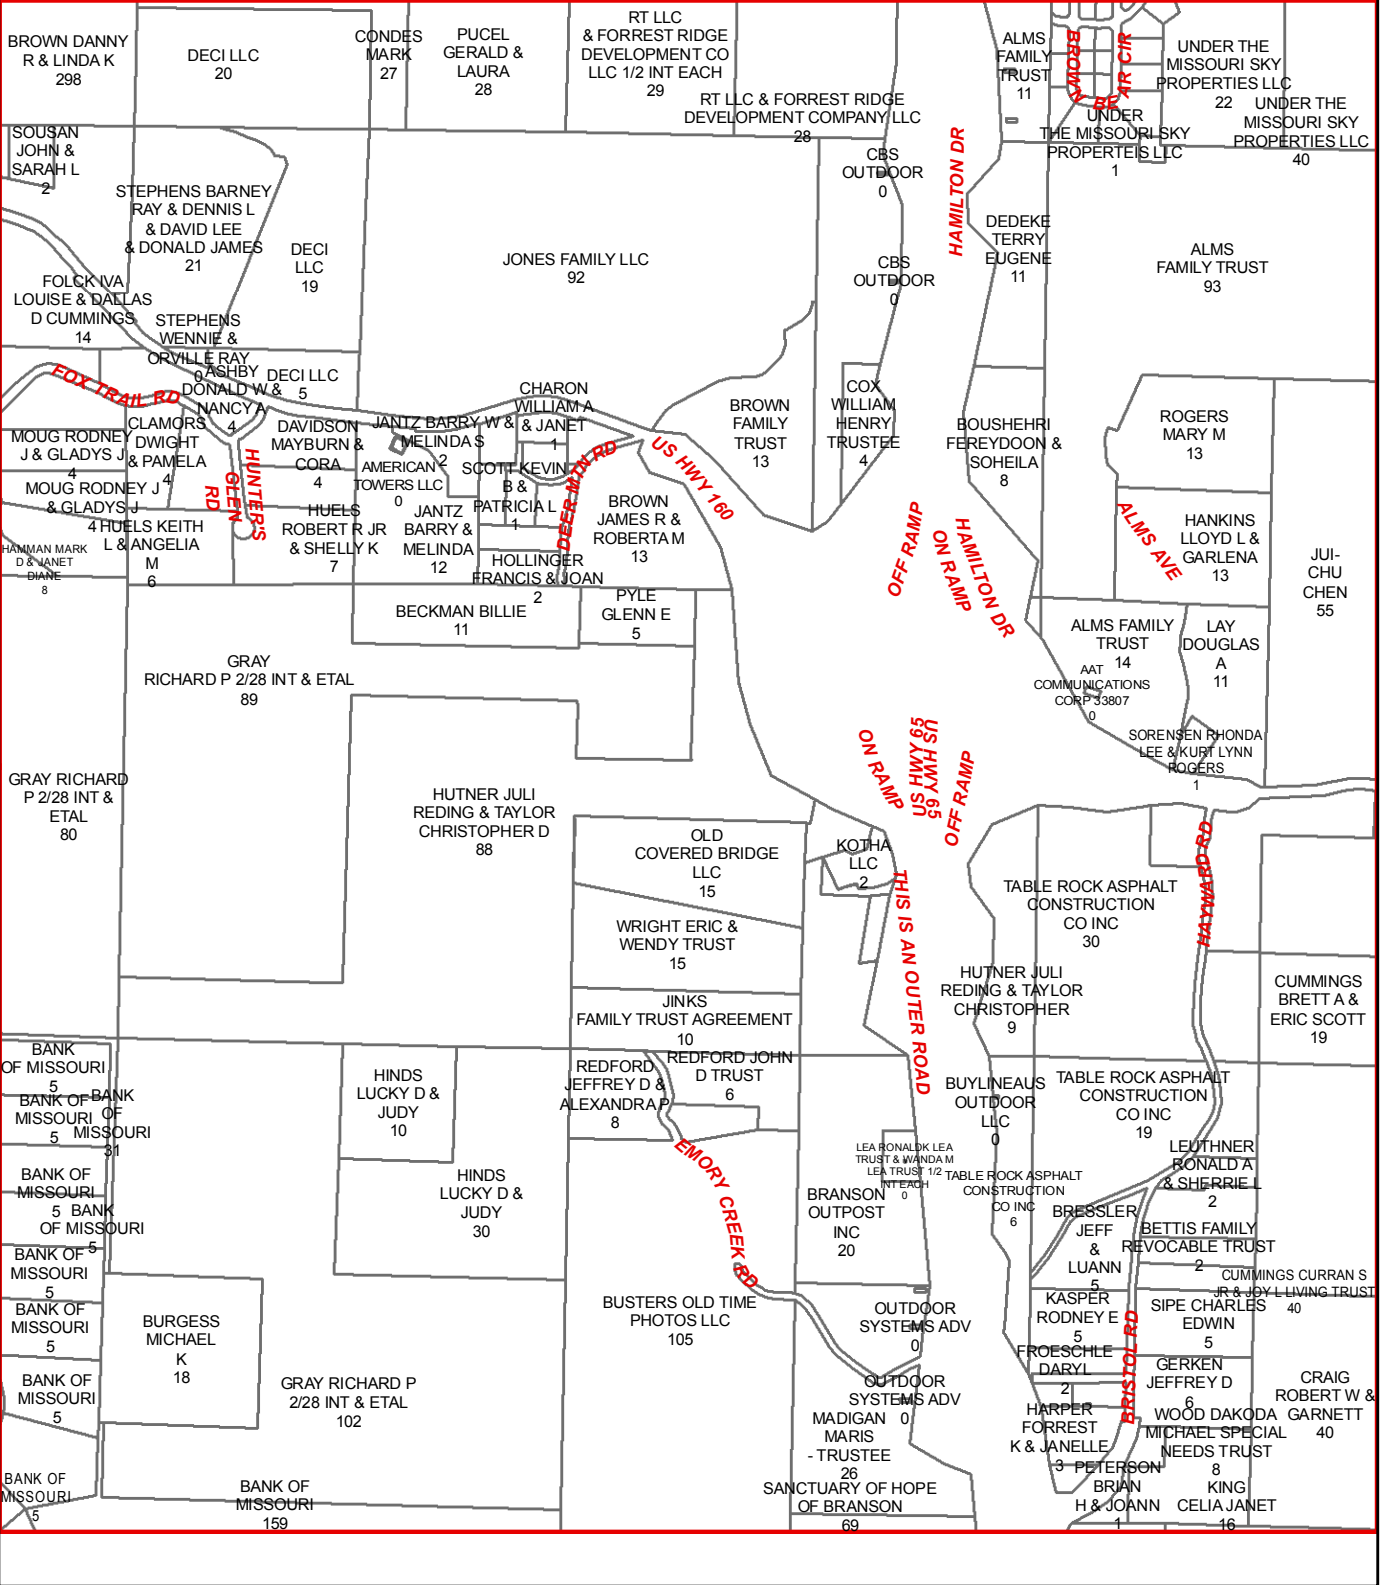 BROWN DANNY
R & LINDA K
298
DECI LLC
20
CONDES
MARK
27
PUCEL
GERALD &
LAURA
28
RT LLC
& FORREST RIDGE
DEVELOPMENT CO
LLC 1/2 INT EACH
29
RT LLC & FORREST RIDGE
DEVELOPMENT COMPANY LLC
28
ALMS
FAMILY
TRUST
11
BROWN BEAR CIR
UNDER THE
MISSOURI SKY
PROPERTIES LLC
22
UNDER THE
MISSOURI SKY
PROPERTIES LLC
40
UNDER
THE MISSOURI SKY
PROPERTEIS LLC
1
SOUSAN
JOHN &
SARAH L
2
STEPHENS BARNEY
RAY & DENNIS L
& DAVID LEE
& DONALD JAMES
21
DECI
LLC
19
JONES FAMILY LLC
92
CBS
OUTDOOR
0
CBS
OUTDOOR
0
HAMILTON DR
DEDEKE
TERRY
EUGENE
11
ALMS
FAMILY TRUST
93
FOLCK IVA
LOUISE & DALLAS
D CUMMINGS
14
STEPHENS
WENNIE &
ORVILLE RAY
0
ASHBY
DONALD W &
NANCY A
4
DECI LLC
5
FOX TRAIL RD
CLAMORS
DWIGHT
& PAMELA
4
MOUG RODNEY
J & GLADYS J
4
MOUG RODNEY J
& GLADYS J
4
HUELS KEITH
L & ANGELIA
M
6
HAMMAN MARK
D & JANET
DIANE
8
HUNTER'S
GLEN
RD
DAVIDSON
MAYBURN &
CORA
4
HUELS
ROBERT R JR
& SHELLY K
7
JANTZ BARRY W &
MELINDA S
2
AMERICAN
TOWERS LLC
0
JANTZ
BARRY &
MELINDA
12
CHARON
WILLIAM A
& JANET
1
SCOTT KEVIN
B &
PATRICIA L
1
DEER MTN RD
HOLLINGER
FRANCIS & JOAN
2
BROWN
JAMES R &
ROBERTA M
13
US HWY 160
BROWN
FAMILY
TRUST
13
COX
WILLIAM
HENRY
TRUSTEE
4
BOUSHEHRI
FEREYDOON &
SOHEILA
8
ROGERS
MARY M
13
HANKINS
LLOYD L &
GARLENA
13
ALMS AVE
JUI-
CHU
CHEN
55
OFF RAMP
ON RAMP
HAMILTON DR
BECKMAN BILLIE
11
PYLE
GLENN E
5
GRAY
RICHARD P 2/28 INT & ETAL
89
ALMS FAMILY
TRUST
14
LAY
DOUGLAS
A
11
AAT
COMMUNICATIONS
CORP 33807
0
SORENSEN RHONDA
LEE & KURT LYNN
ROGERS
1
ON RAMP
US HWY 65
US HWY 65
OFF RAMP
GRAY RICHARD
P 2/28 INT &
ETAL
80
HUTNER JULI
REDING & TAYLOR
CHRISTOPHER D
88
OLD
COVERED BRIDGE
LLC
15
KOTHA
LLC
2
WRIGHT ERIC &
WENDY TRUST
15
THIS IS AN OUTER ROAD
TABLE ROCK ASPHALT
CONSTRUCTION
CO INC
30
HAYWARD RD
HUTNER JULI
REDING & TAYLOR
CHRISTOPHER
9
CUMMINGS
BRETT A &
ERIC SCOTT
19
JINKS
FAMILY TRUST AGREEMENT
10
BANK
OF MISSOURI
5
BANK OF
MISSOURI
5
BANK
OF
MISSOURI
31
HINDS
LUCKY D &
JUDY
10
REDFORD
JEFFREY D &
ALEXANDRA P
8
REDFORD JOHN
D TRUST
6
BUYLINEAUS
OUTDOOR
LLC
0
TABLE ROCK ASPHALT
CONSTRUCTION
CO INC
19
LEUTHNER
RONALD A
& SHERRIE L
2
LEA RONALDK LEA
TRUST & WANDA M
LEA TRUST 1/2
INT EACH
0
TABLE ROCK ASPHALT
CONSTRUCTION
CO INC
6
BANK OF
MISSOURI
5
BANK
OF MISSOURI
5
HINDS
LUCKY D &
JUDY
30
EMORY CREEK RD
BRANSON
OUTPOST
INC
20
BRESSLER
JEFF
&
LUANN
5
BETTIS FAMILY
REVOCABLE TRUST
2
BANK OF
MISSOURI
5
CUMMINGS CURRAN S
JR & JOY L LIVING TRUST
40
BANK OF
MISSOURI
5
BURGESS
MICHAEL
K
18
BUSTERS OLD TIME
PHOTOS LLC
105
OUTDOOR
SYSTEMS ADV
0
KASPER
RODNEY E
5
BRISTOL RD
SIPE CHARLES
EDWIN
5
FROESCHLE
DARYL
2
GERKEN
JEFFREY D
6
BANK OF
MISSOURI
5
GRAY RICHARD P
2/28 INT & ETAL
102
OUTDOOR
SYSTEMS ADV
0
MADIGAN
MARIS
- TRUSTEE
26
HARPER
FORREST
K & JANELLE
3
WOOD DAKODA
MICHAEL SPECIAL
NEEDS TRUST
8
CRAIG
ROBERT W &
GARNETT
40
BANK OF
MISSOURI
5
BANK OF
MISSOURI
159
SANCTUARY OF HOPE
OF BRANSON
69
PETERSON
BRIAN
H & JOANN
1
KING
CELIA JANET
16